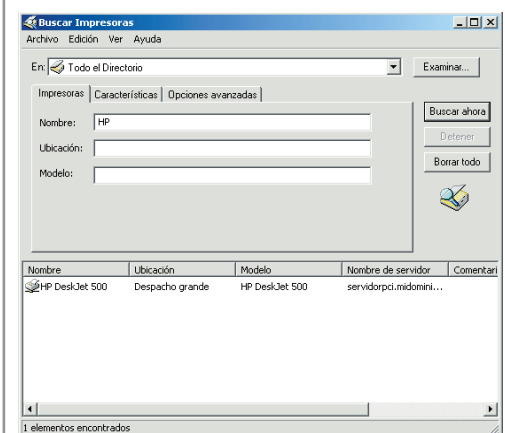 Buscar Impresoras
Archivo Edición Ver Ayuda
En: Todo el Directorio Examinar...
Impresoras Características Opciones avanzadas
Nombre: HP
Ubicación:
Modelo:
Buscar ahora
Detener
Borrar todo
Nombre Ubicación Modelo Nombre de servidor Comentari
HP DeskJet 500 Despacho grande HP DeskJet 500 servidorpci.midomini...
1 elementos encontrados